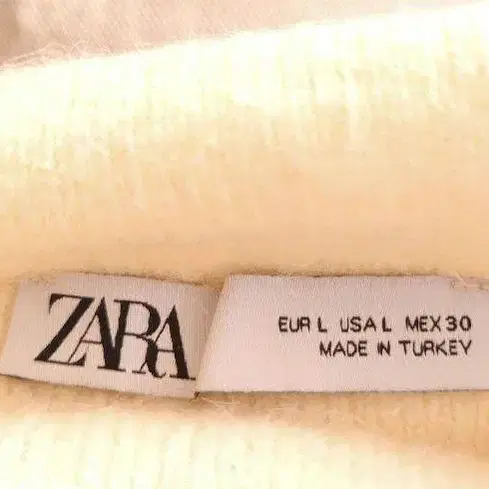 ZARA
EUR L USA L MEX 30
MADE IN TURKEY